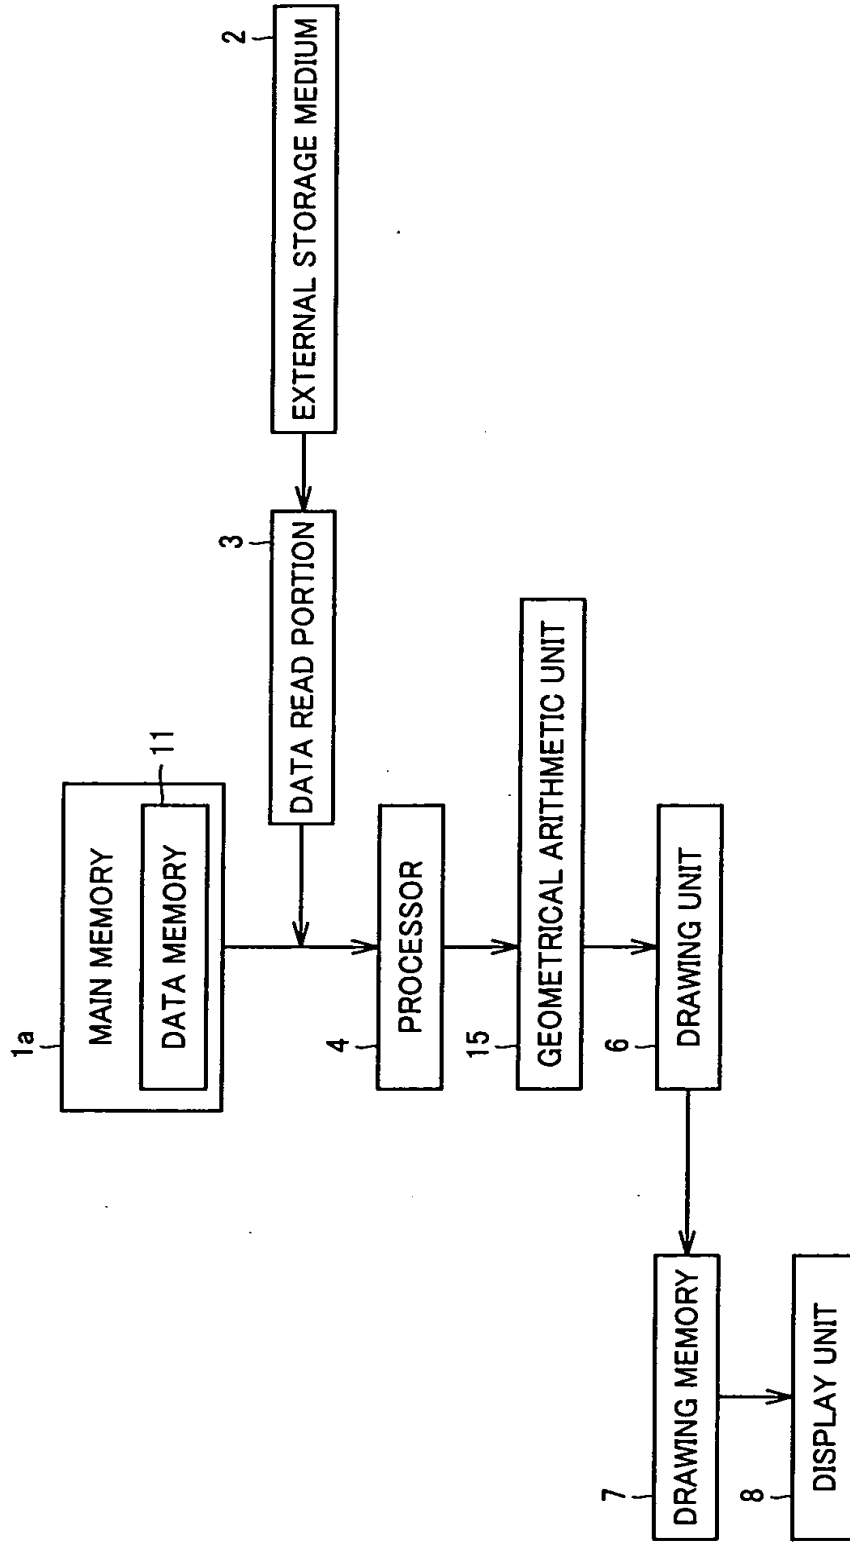 1a
MAIN MEMORY
DATA MEMORY
11
3
DATA READ PORTION
2
EXTERNAL STORAGE MEDIUM
4
PROCESSOR
15
GEOMETRICAL ARITHMETIC UNIT
6
DRAWING UNIT
7
DRAWING MEMORY
8
DISPLAY UNIT